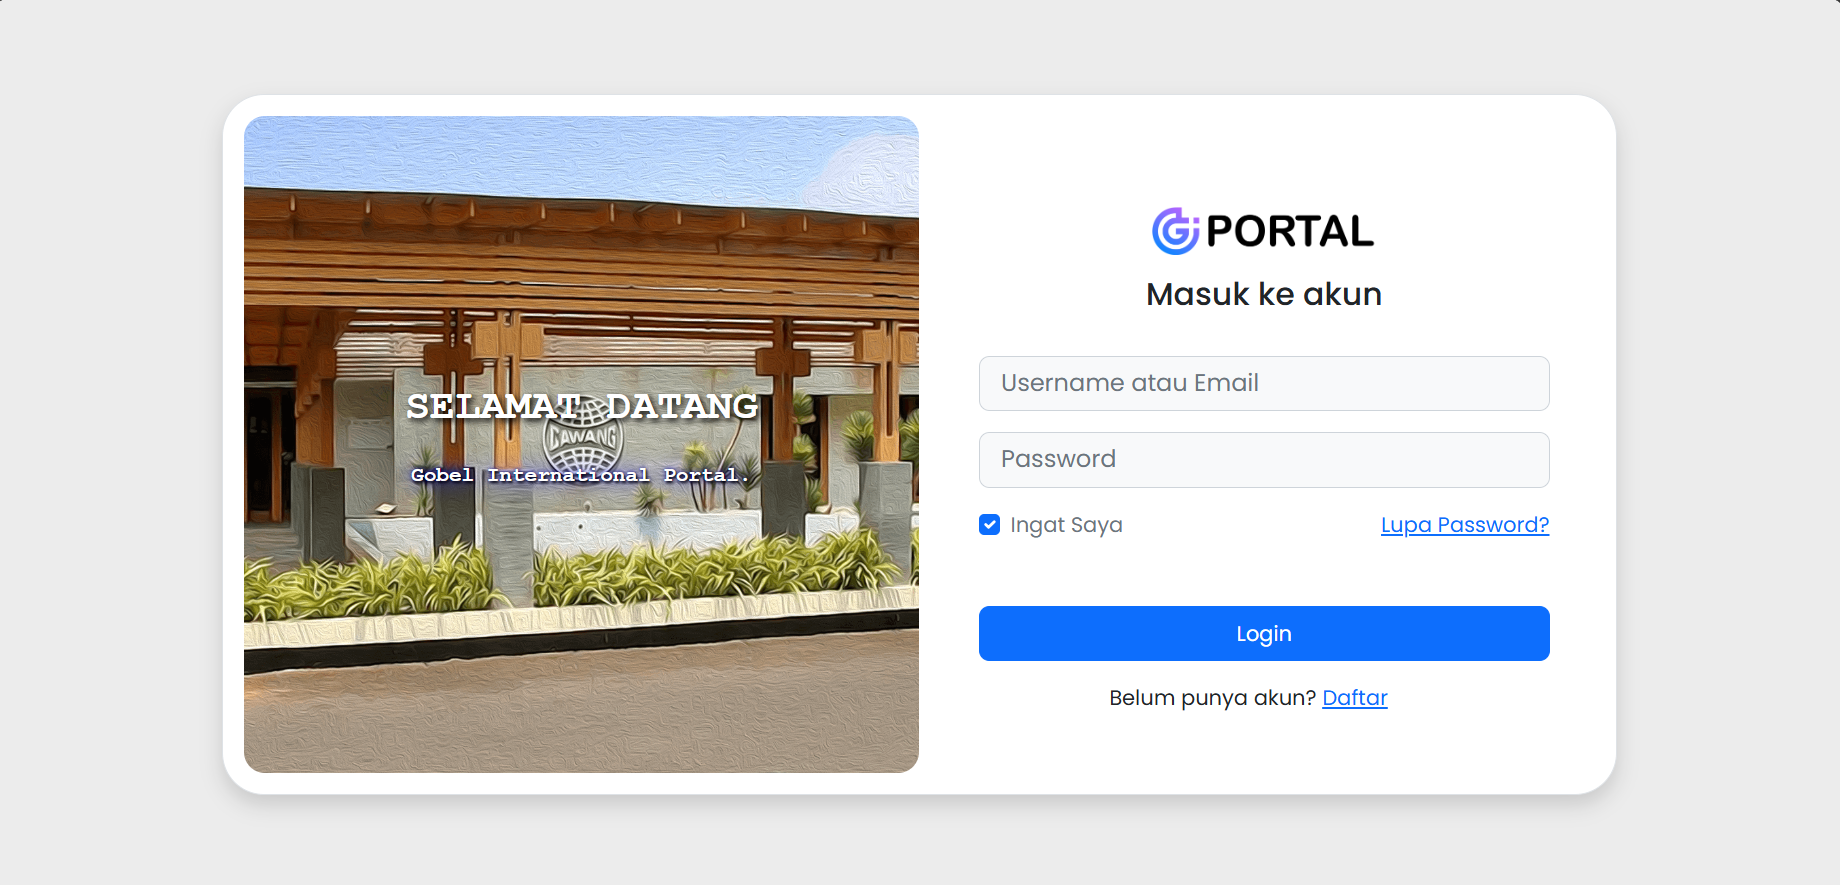 SELAMAT DATANG
GAWANG
Gobel International Portal.
G PORTAL
Masuk ke akun
Username atau Email
Password
Ingat Saya
Lupa Password?
Login
Belum punya akun? Daftar